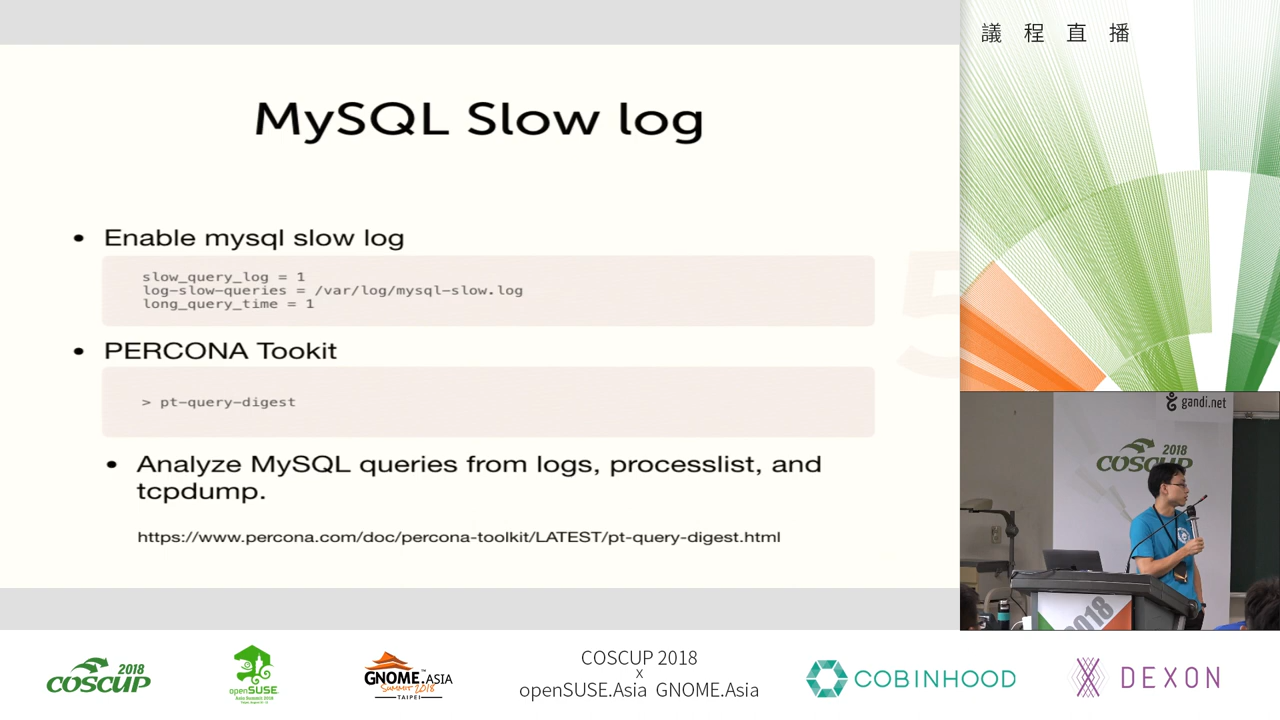 MySQL Slow log
• Enable mysql slow log
slow_query_log = 1
log-slow-queries = /var/log/mysql-slow.log
long_query_time = 1
• PERCONA Tookit
> pt-query-digest
• Analyze MySQL queries from logs, processlist, and
tcpdump.
https://www.percona.com/doc/percona-toolkit/LATEST/pt-query-digest.html
5
議程直播
gandi.net
2018
COSCUP
2018
2018
COSCUP
openSUSE
GNOME.ASIA
SUMMIT 2018
TAIPEI
COSCUP 2018
x
openSUSE.Asia GNOME.Asia
COBINHOOD
DEXON